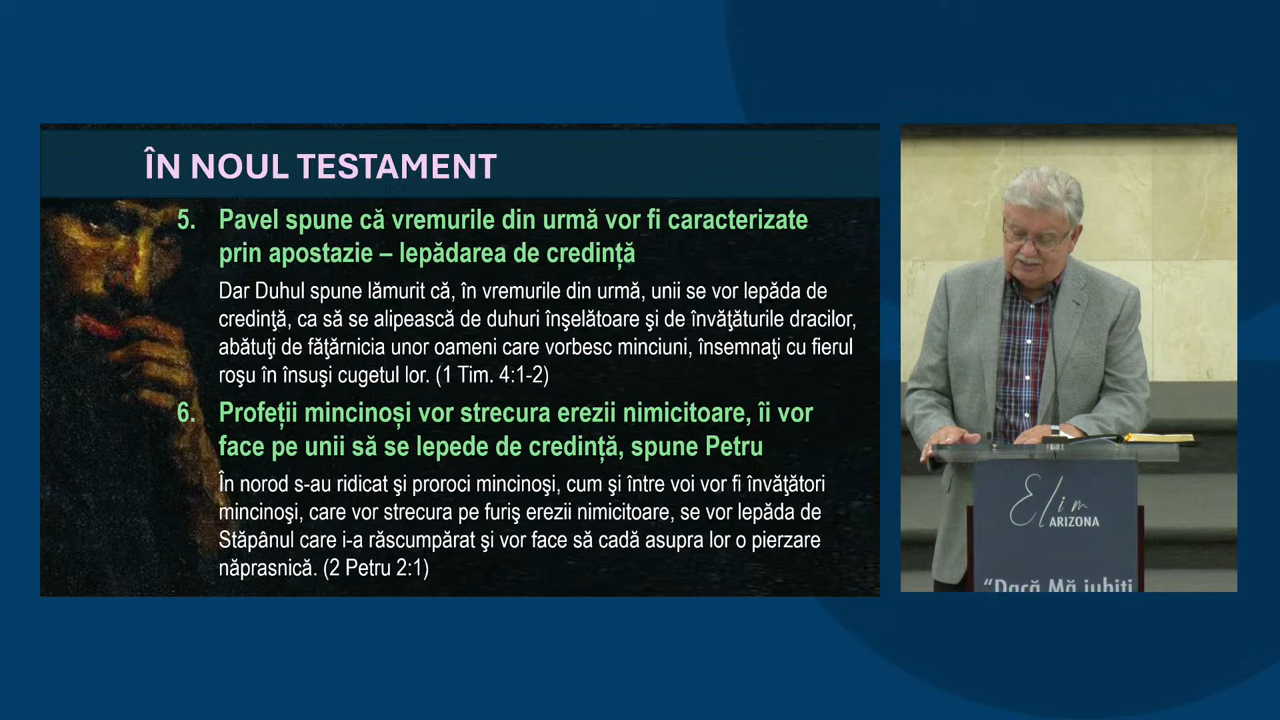 ÎN NOUL TESTAMENT
5. Pavel spune că vremurile din urmă vor fi caracterizate
prin apostazie – lepădarea de credință
Dar Duhul spune lămurit că, în vremurile din urmă, unii se vor lepăda de
credinţă, ca să se alipească de duhuri înşelătoare şi de învăţăturile dracilor,
abătuţi de făţărnicia unor oameni care vorbesc minciuni, însemnaţi cu fierul
roşu în însuşi cugetul lor. (1 Tim. 4:1-2)
6. Profeții mincinoși vor strecura erezii nimicitoare, îi vor
face pe unii să se lepede de credință, spune Petru
În norod s-au ridicat şi proroci mincinoşi, cum şi între voi vor fi învăţători
mincinoşi, care vor strecura pe furiş erezii nimicitoare, se vor lepăda de
Stăpânul care i-a răscumpărat şi vor face să cadă asupra lor o pierzare
năprasnică. (2 Petru 2:1)
Elim
ARIZONA
“Dacă Mă iubiți